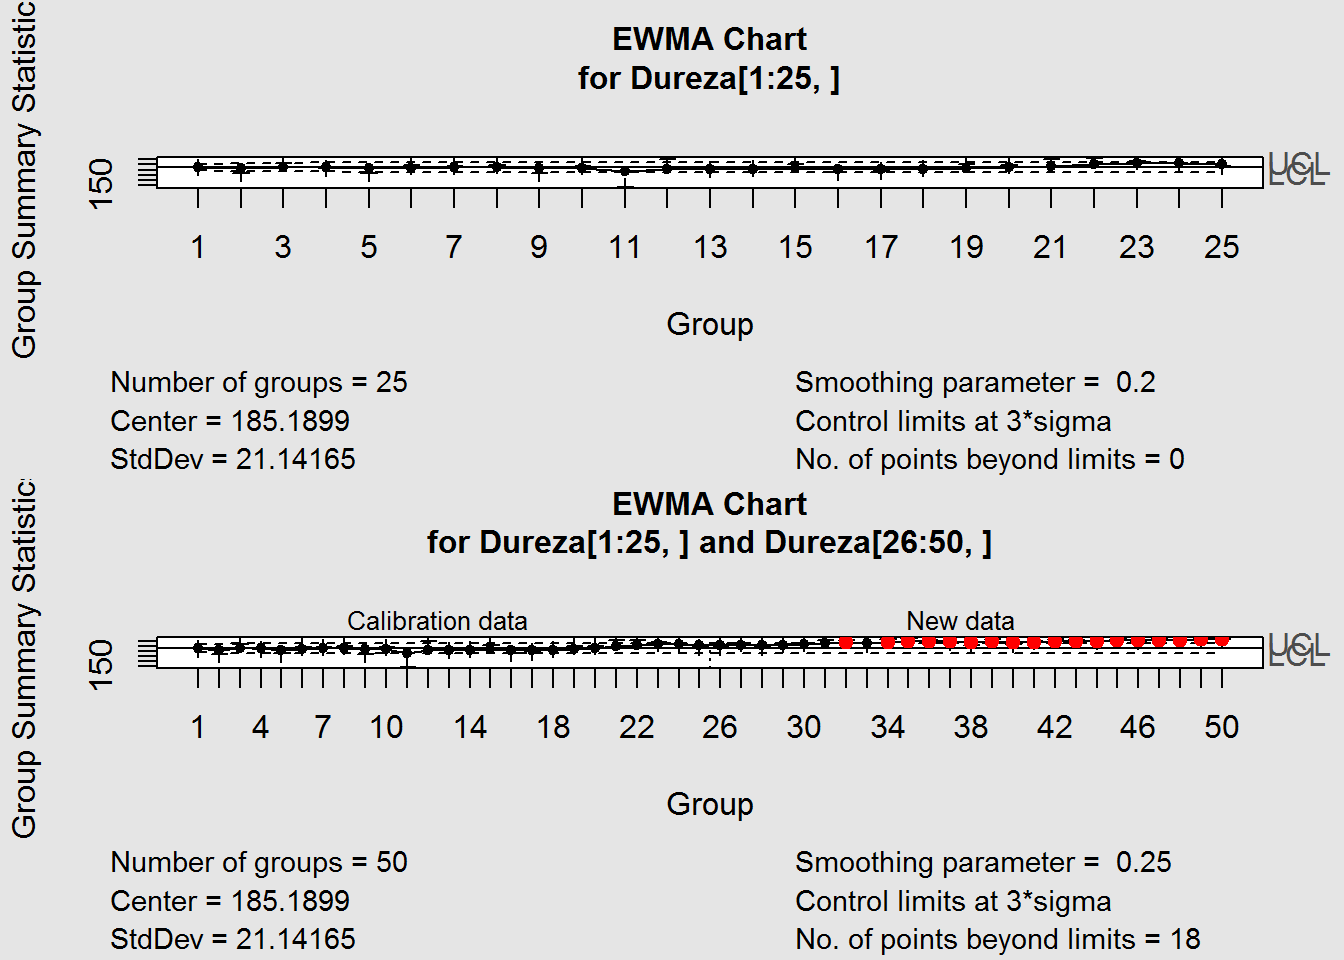 EWMA Chart
for Dureza[1:25, ]
Group Summary Statistic
150
UCL
LCL
1 3 5 7 9 11 13 15 17 19 21 23 25
Group
Number of groups = 25
Center = 185.1899
StdDev = 21.14165
Smoothing parameter = 0.2
Control limits at 3*sigma
No. of points beyond limits = 0
EWMA Chart
for Dureza[1:25, ] and Dureza[26:50, ]
Group Summary Statistic
Calibration data
New data
150
UCL
LCL
1 4 7 10 14 18 22 26 30 34 38 42 46 50
Group
Number of groups = 50
Center = 185.1899
StdDev = 21.14165
Smoothing parameter = 0.25
Control limits at 3*sigma
No. of points beyond limits = 18